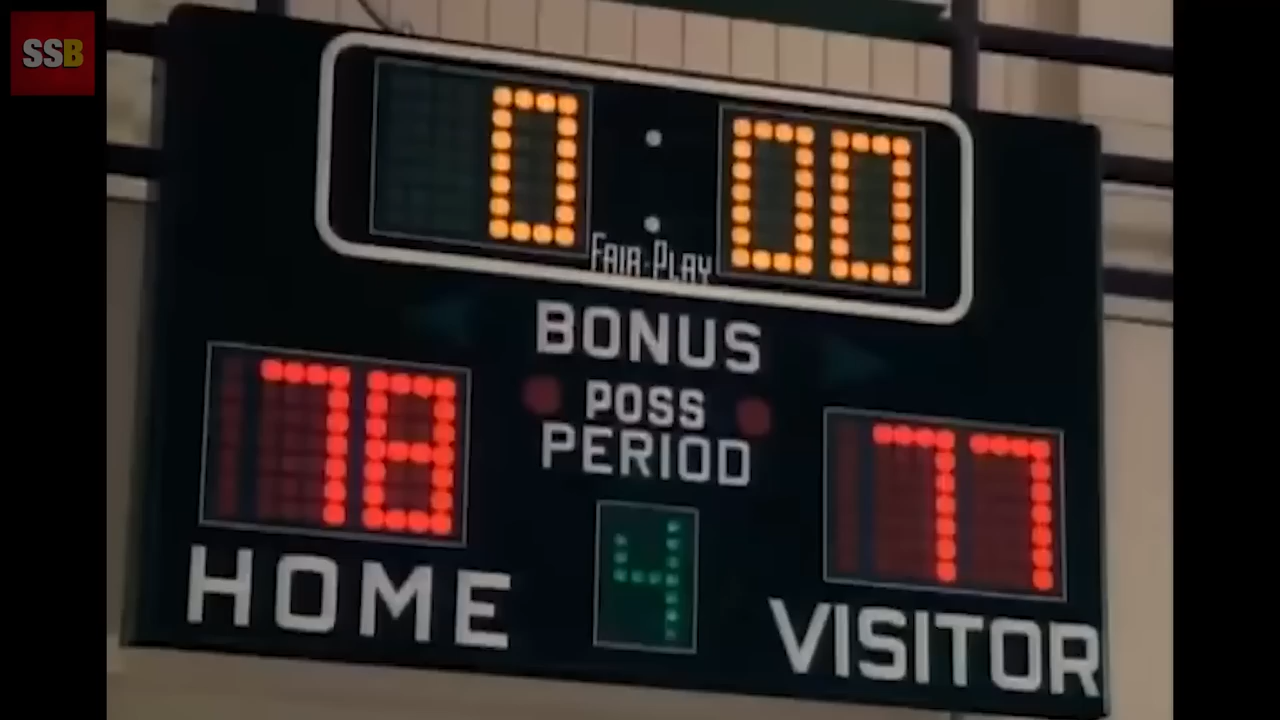 SSB
0:00
FAIR-PLAY
BONUS
POSS
PERIOD
78
77
4
HOME
VISITOR